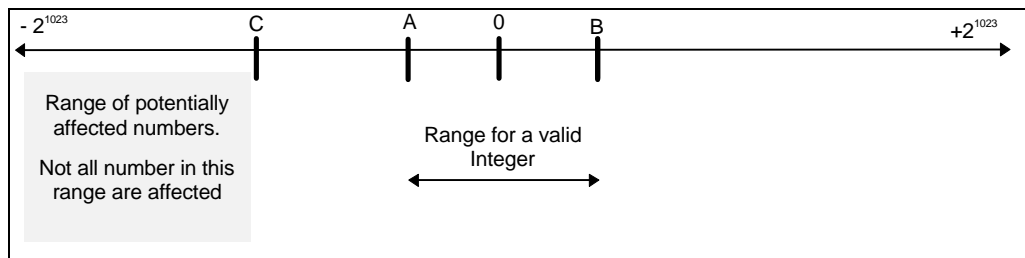 - 2^1023 C A 0 B +2^1023
Range of potentially
affected numbers.
Not all number in this
range are affected
Range for a valid
Integer